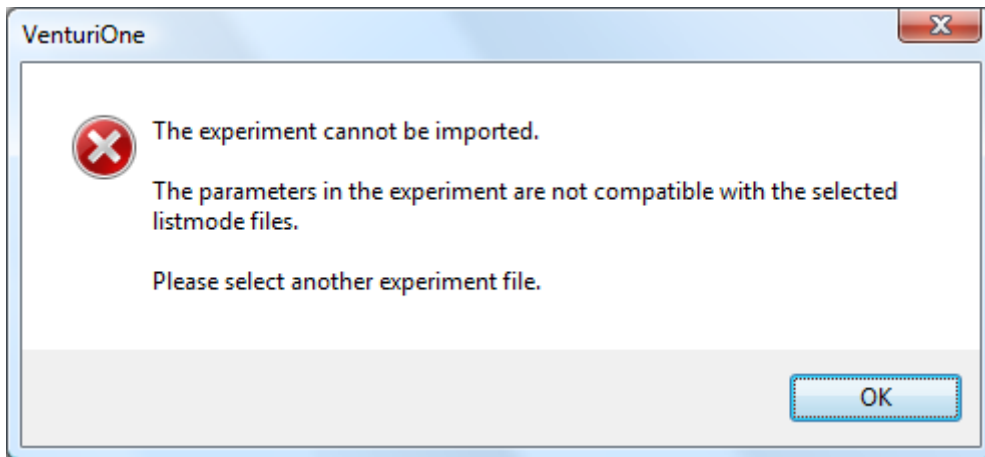 VenturiOne
The experiment cannot be imported.
The parameters in the experiment are not compatible with the selected
listmode files.
Please select another experiment file.
OK